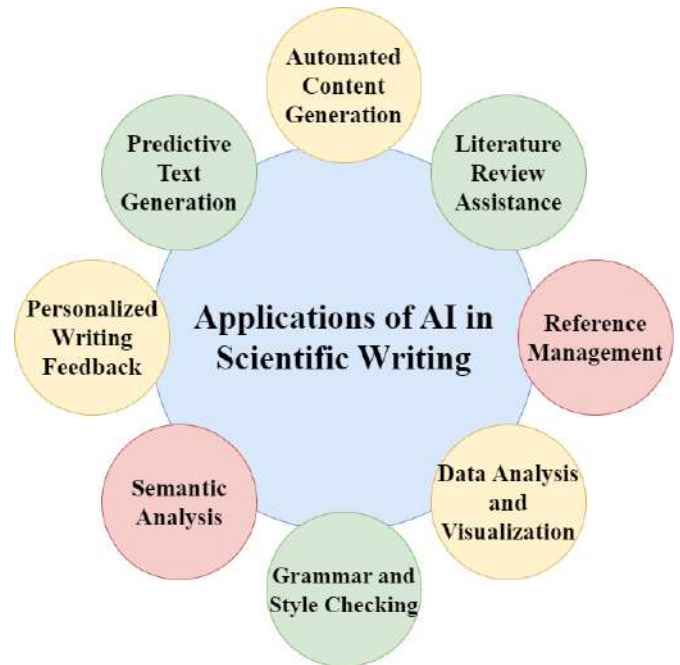 Automated
Content
Generation
Predictive
Text
Generation
Literature
Review
Assistance
Personalized
Writing
Feedback
Applications of AI in
Scientific Writing
Reference
Management
Semantic
Analysis
Data Analysis
and
Visualization
Grammar and
Style Checking